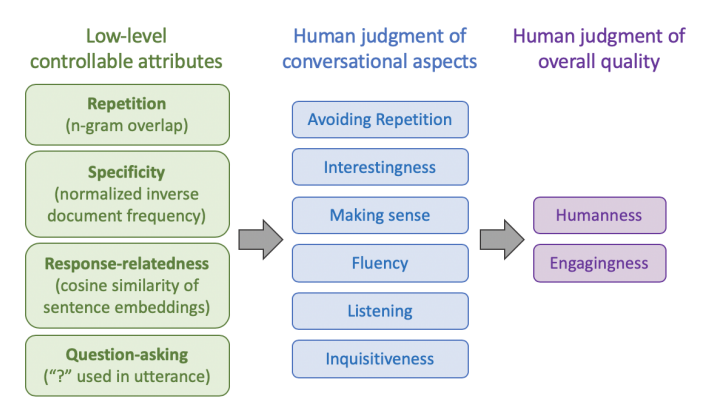 Low-level
controllable attributes
Repetition
(n-gram overlap)
Specificity
(normalized inverse
document frequency)
Response-relatedness
(cosine similarity of
sentence embeddings)
Question-asking
(“?” used in utterance)
Human judgment of
conversational aspects
Avoiding Repetition
Interestingness
Making sense
Fluency
Listening
Inquisitiveness
Human judgment of
overall quality
Humanness
Engagingness